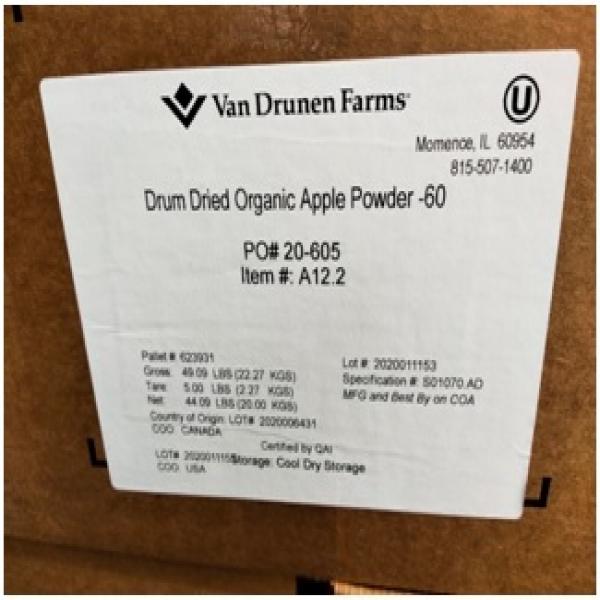 Van Drunen Farms
U
Momence, IL 60954
815-507-1400
Drum Dried Organic Apple Powder -60
PO# 20-605
Item #: A12.2
Pallet # 623931
Gross: 49.09 LBS (22.27 KGS)
Tare: 5.00 LBS (2.27 KGS)
Net: 44.09 LBS (20.00 KGS)
Lot #: 2020011153
Specification #: S01070.AD
MFG and Best By on COA
Country of Origin: LOT# 2020006431
COO CANADA
Certified by QAI
LOT# Storage: Cool Dry Storage
COO USA